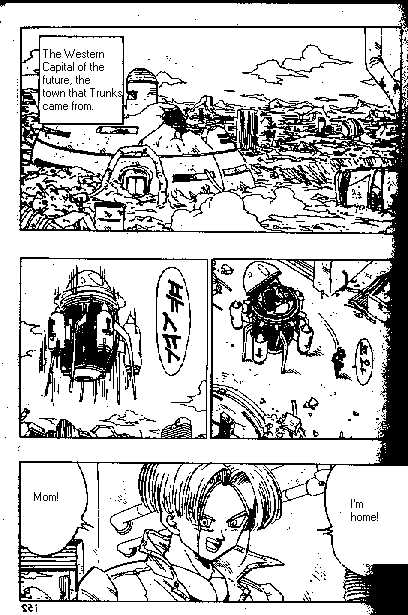 The Western
Capital of the
future, the
town that Trunks
came from.
Mom!
I'm
home!
152